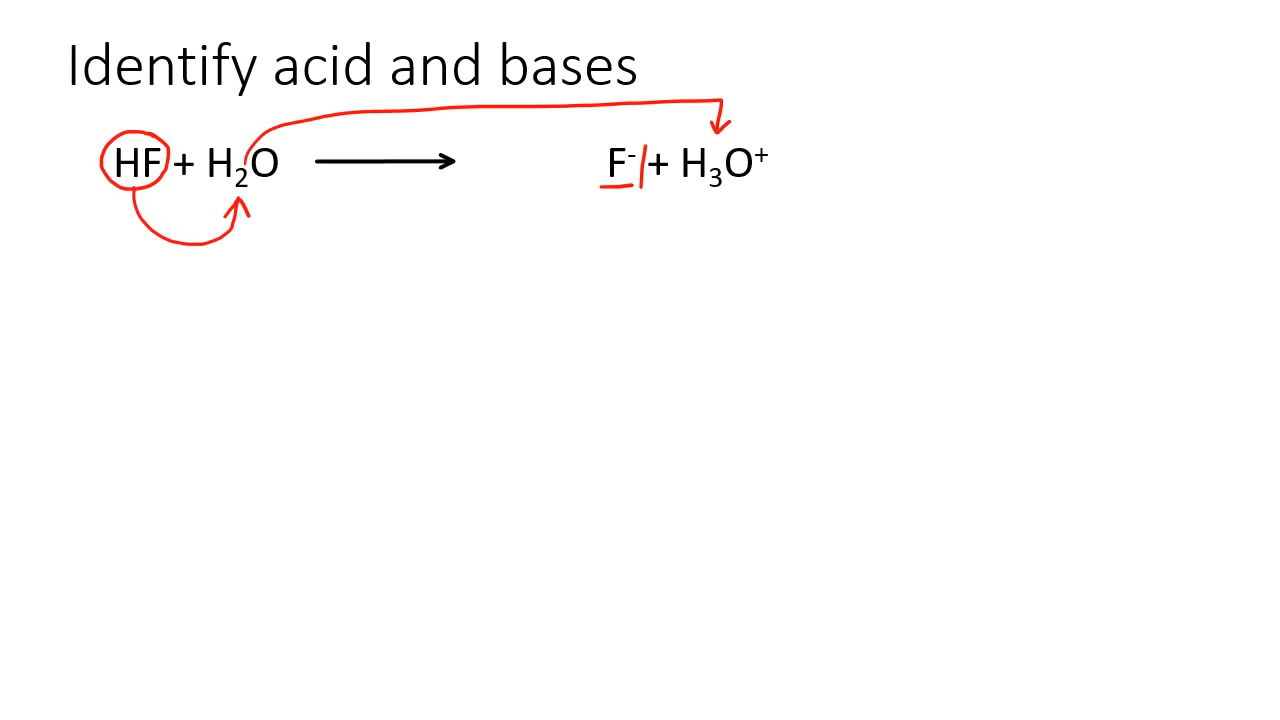 Identify acid and bases
HF + H₂O ⟶ F⁻ + H₃O⁺